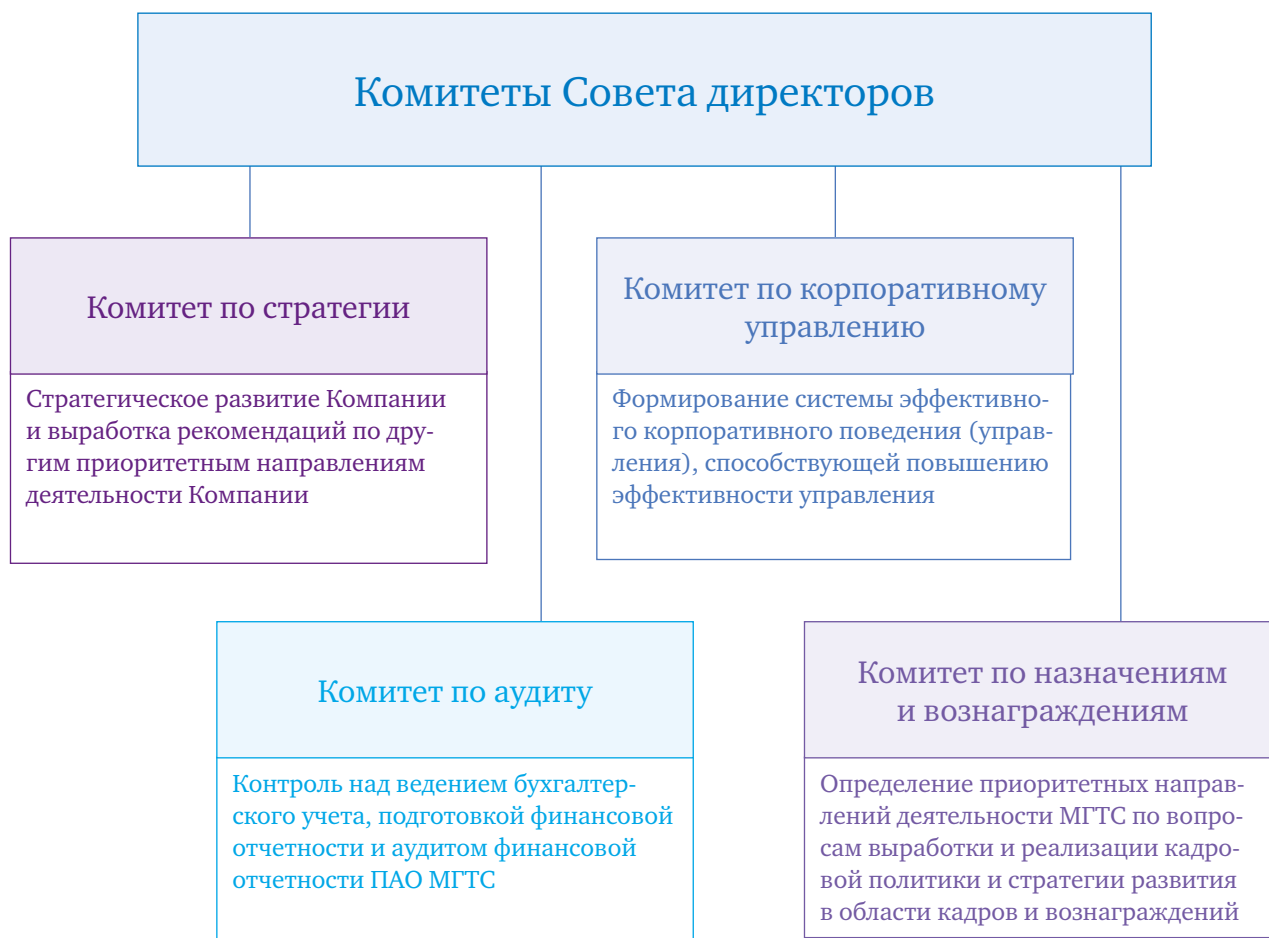 Комитеты Совета директоров
Комитет по стратегии
Стратегическое развитие Компании
и выработка рекомендаций по дру-
гим приоритетным направлениям
деятельности Компании
Комитет по корпоративному
управлению
Формирование системы эффективно-
го корпоративного поведения (управ-
ления), способствующей повышению
эффективности управления
Комитет по аудиту
Контроль над ведением бухгалтер-
ского учета, подготовкой финансовой
отчетности и аудитом финансовой
отчетности ПАО МГТС
Комитет по назначениям
и вознаграждениям
Определение приоритетных направ-
лений деятельности МГТС по вопро-
сам выработки и реализации кадро-
вой политики и стратегии развития
в области кадров и вознаграждений